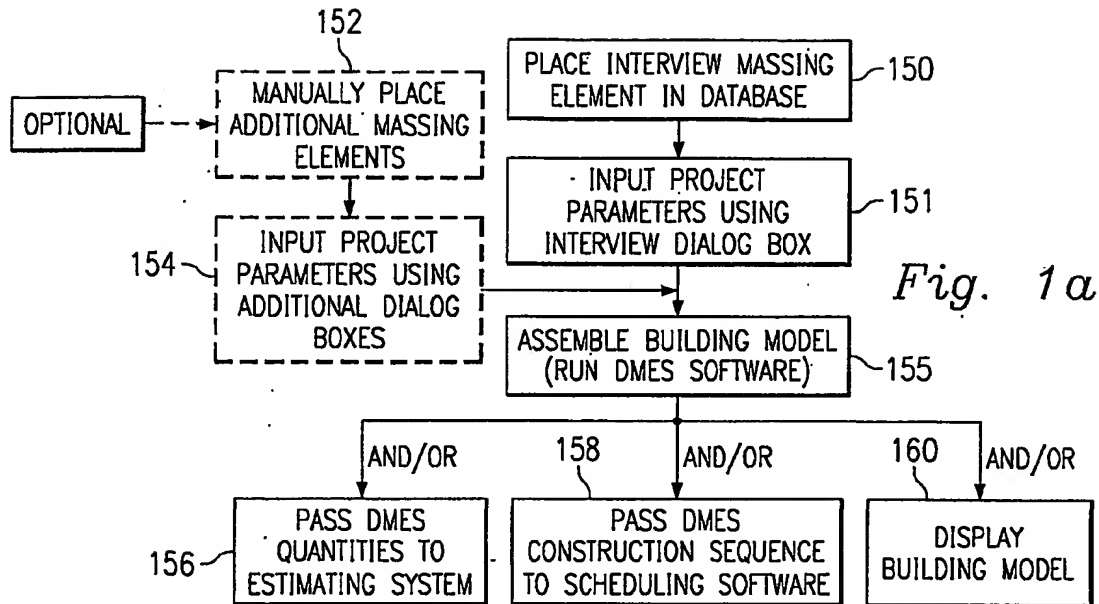 152
MANUALLY PLACE
ADDITIONAL MASSING
ELEMENTS
OPTIONAL
PLACE INTERVIEW MASSING
ELEMENT IN DATABASE
150
INPUT PROJECT
PARAMETERS USING
INTERVIEW DIALOG BOX
151
154
INPUT PROJECT
PARAMETERS USING
ADDITIONAL DIALOG
BOXES
Fig. 1a
ASSEMBLE BUILDING MODEL
(RUN DMES SOFTWARE)
155
AND/OR
158
AND/OR
160
AND/OR
156
PASS DMES
QUANTITIES TO
ESTIMATING SYSTEM
PASS DMES
CONSTRUCTION SEQUENCE
TO SCHEDULING SOFTWARE
DISPLAY
BUILDING MODEL